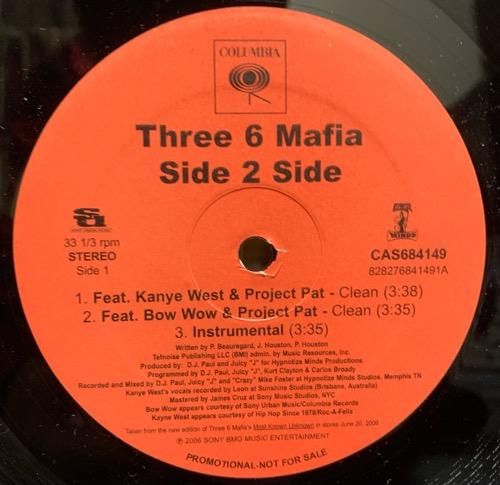 COLUMBIA
Three 6 Mafia
Side 2 Side
33 1/3 rpm
STEREO
Side 1
MINDS
CAS684149
828276841491A
1. Feat. Kanye West & Project Pat - Clean (3:38)
2. Feat. Bow Wow & Project Pat - Clean (3:35)
3. Instrumental (3:35)
Written by P. Beauregard, J. Houston, P. Houston
Tefnoise Publishing LLC (BMI) admin. by Music Resources, Inc.
Produced by: D.J. Paul and Juicy "J" for Hypnotize Minds Productions
Programmed by D.J. Paul, Juicy "J", Kurt Clayton & Carlos Broady
Recorded and Mixed by D.J. Paul, Juicy "J" and "Crazy" Mike Foster at Hypnotize Minds Studios, Memphis TN
Kanye West's vocals recorded by Leon at Sunshine Studios (Brisbane, Australia)
Mastered by James Cruz at Sony Music Studios, NYC
Bow Wow appears courtesy of Sony Urban Music/Columbia Records
Kayne West appears courtesy of Hip Hop Since 1978/Roc-A-Fella
Taken from the new edition of Three 6 Mafia's Most Known Unknown in stores June 20, 2006
℗ 2006 SONY BMG MUSIC ENTERTAINMENT
PROMOTIONAL-NOT FOR SALE